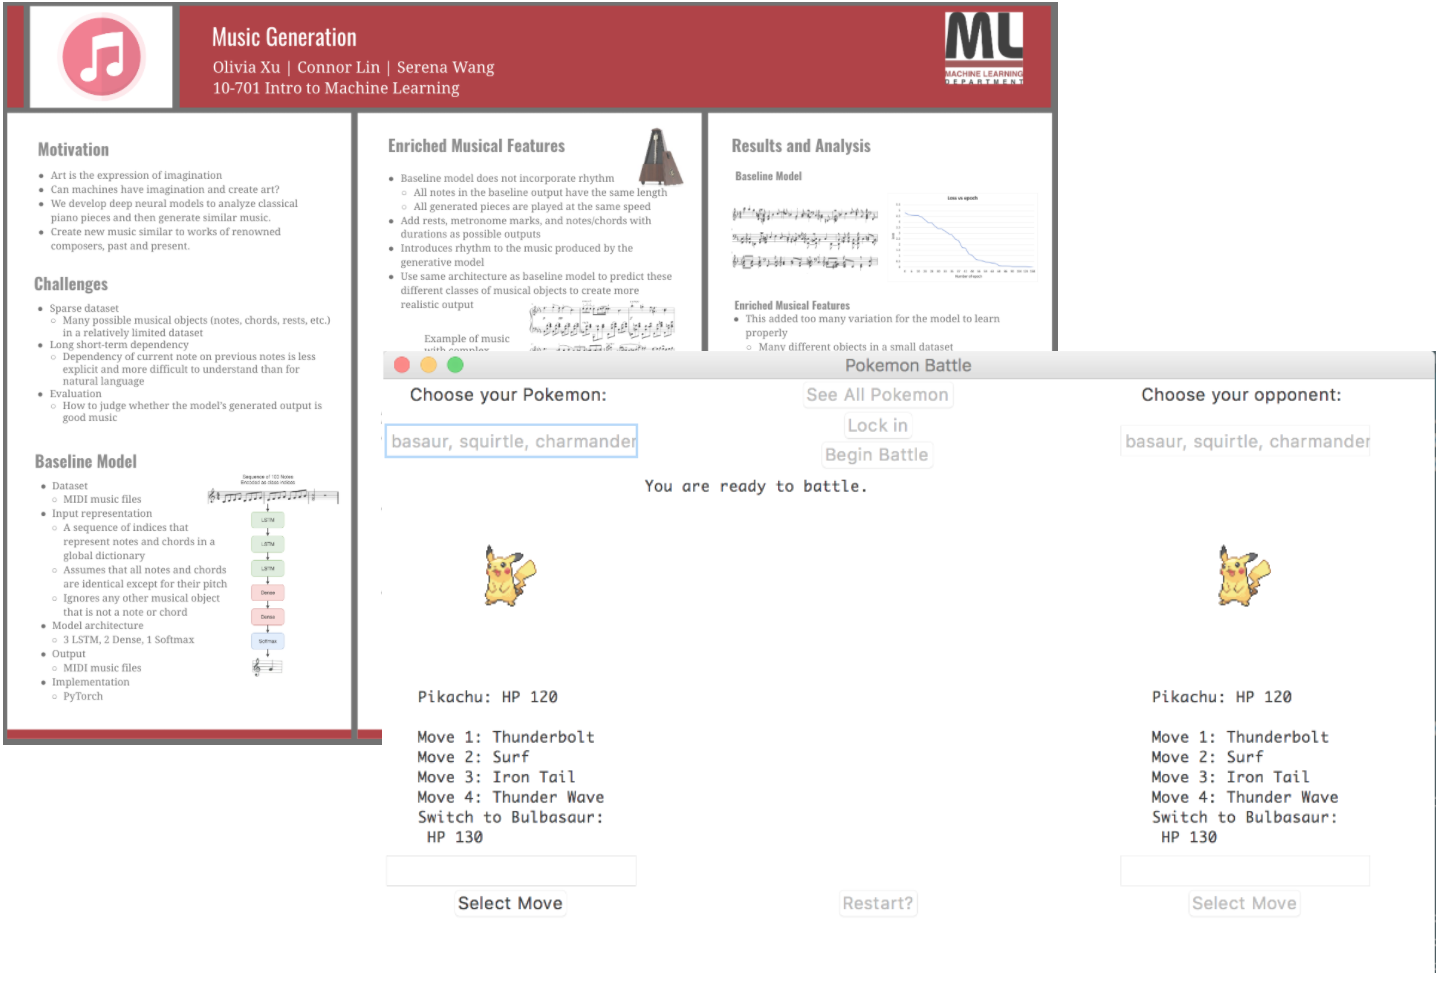 Music Generation
Olivia Xu | Connor Lin | Serena Wang
10-701 Intro to Machine Learning
ML
MACHINE LEARNING
DEPARTMENT
Motivation
● Art is the expression of imagination
● Can machines have imagination and create art?
● We develop deep neural models to analyze classical
piano pieces and then generate similar music.
● Create new music similar to works of renowned
composers, past and present.
Challenges
● Sparse dataset
○ Many possible musical objects (notes, chords, rests, etc.)
in a relatively limited dataset
● Long short-term dependency
○ Dependency of current note on previous notes is less
explicit and more difficult to understand than for
natural language
● Evaluation
○ How to judge whether the model's generated output is
good music
Baseline Model
● Dataset
○ MIDI music files
● Input representation
○ A sequence of indices that
represent notes and chords in a
global dictionary
○ Assumes that all notes and chords
are identical except for their pitch
○ Ignores any other musical object
that is not a note or chord
● Model architecture
○ 3 LSTM, 2 Dense, 1 Softmax
● Output
○ MIDI music files
● Implementation
○ PyTorch
Sequence of 100 Notes
Encoded as class indices
LSTM
LSTM
LSTM
Dense
Dense
Softmax
Enriched Musical Features
● Baseline model does not incorporate rhythm
○ All notes in the baseline output have the same length
○ All generated pieces are played at the same speed
● Add rests, metronome marks, and notes/chords with
durations as possible outputs
● Introduces rhythm to the music produced by the
generative model
● Use same architecture as baseline model to predict these
different classes of musical objects to create more
realistic output
Example of music
with complex
Results and Analysis
Baseline Model
Loss vs epoch
Number of epoch
Enriched Musical Features
● This added too many variation for the model to learn
properly
○ Many different objects in a small dataset
Pokemon Battle
Choose your Pokemon:
basaur, squirtle, charmander
See All Pokemon
Lock in
Begin Battle
Choose your opponent:
basaur, squirtle, charmander
You are ready to battle.
Pikachu: HP 120
Move 1: Thunderbolt
Move 2: Surf
Move 3: Iron Tail
Move 4: Thunder Wave
Switch to Bulbasaur:
HP 130
Select Move
Restart?
Pikachu: HP 120
Move 1: Thunderbolt
Move 2: Surf
Move 3: Iron Tail
Move 4: Thunder Wave
Switch to Bulbasaur:
HP 130
Select Move